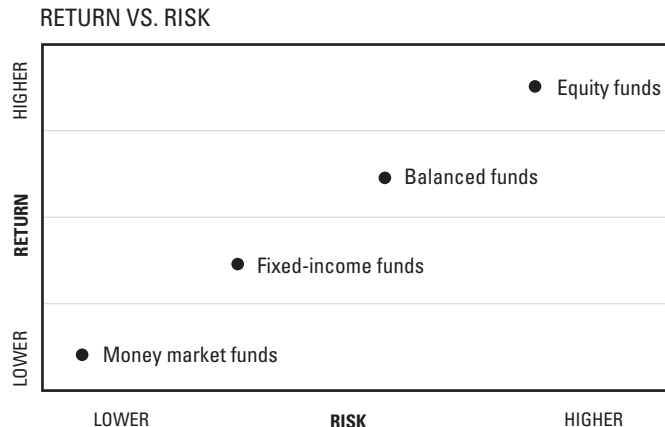 RETURN VS. RISK
HIGHER
Equity funds
Balanced funds
RETURN
Fixed-income funds
LOWER
Money market funds
LOWER
RISK
HIGHER